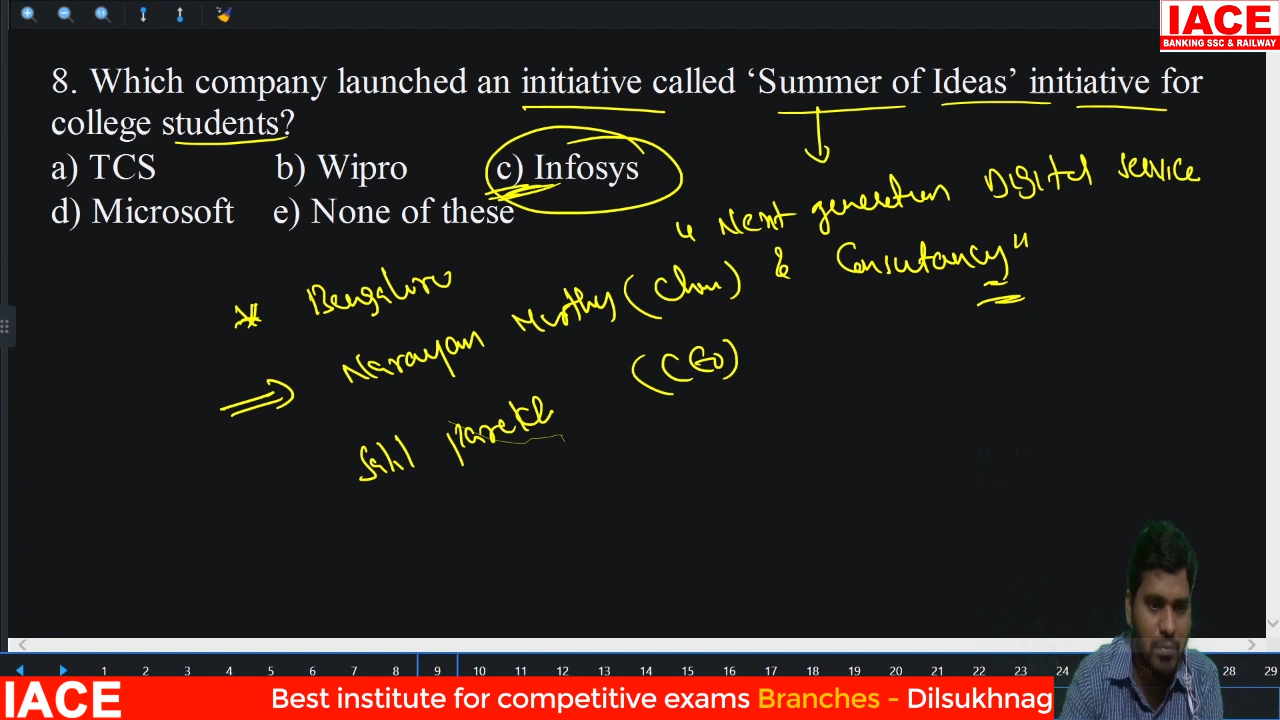 IACE
BANKING SSC & RAILWAY
8. Which company launched an initiative called ‘Summer of Ideas’ initiative for
college students?
a) TCS b) Wipro c) Infosys
d) Microsoft e) None of these
" Next generation Digital service
& Consutancy"
* Bengaluru
Narayan Murthy (
(CEO)
Salil parekh
1 2 3 4 5 6 7 8 9 10 11 12 13 14 15 16 17 18 19 20 21 22 23 24 28 29
IACE
Best institute for competitive exams Branches - Dilsukhnag